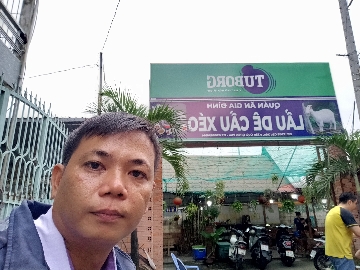 TUBORG
QUÁN ĂN GIA ĐÌNH
LẨU DÊ CẦU XÉO